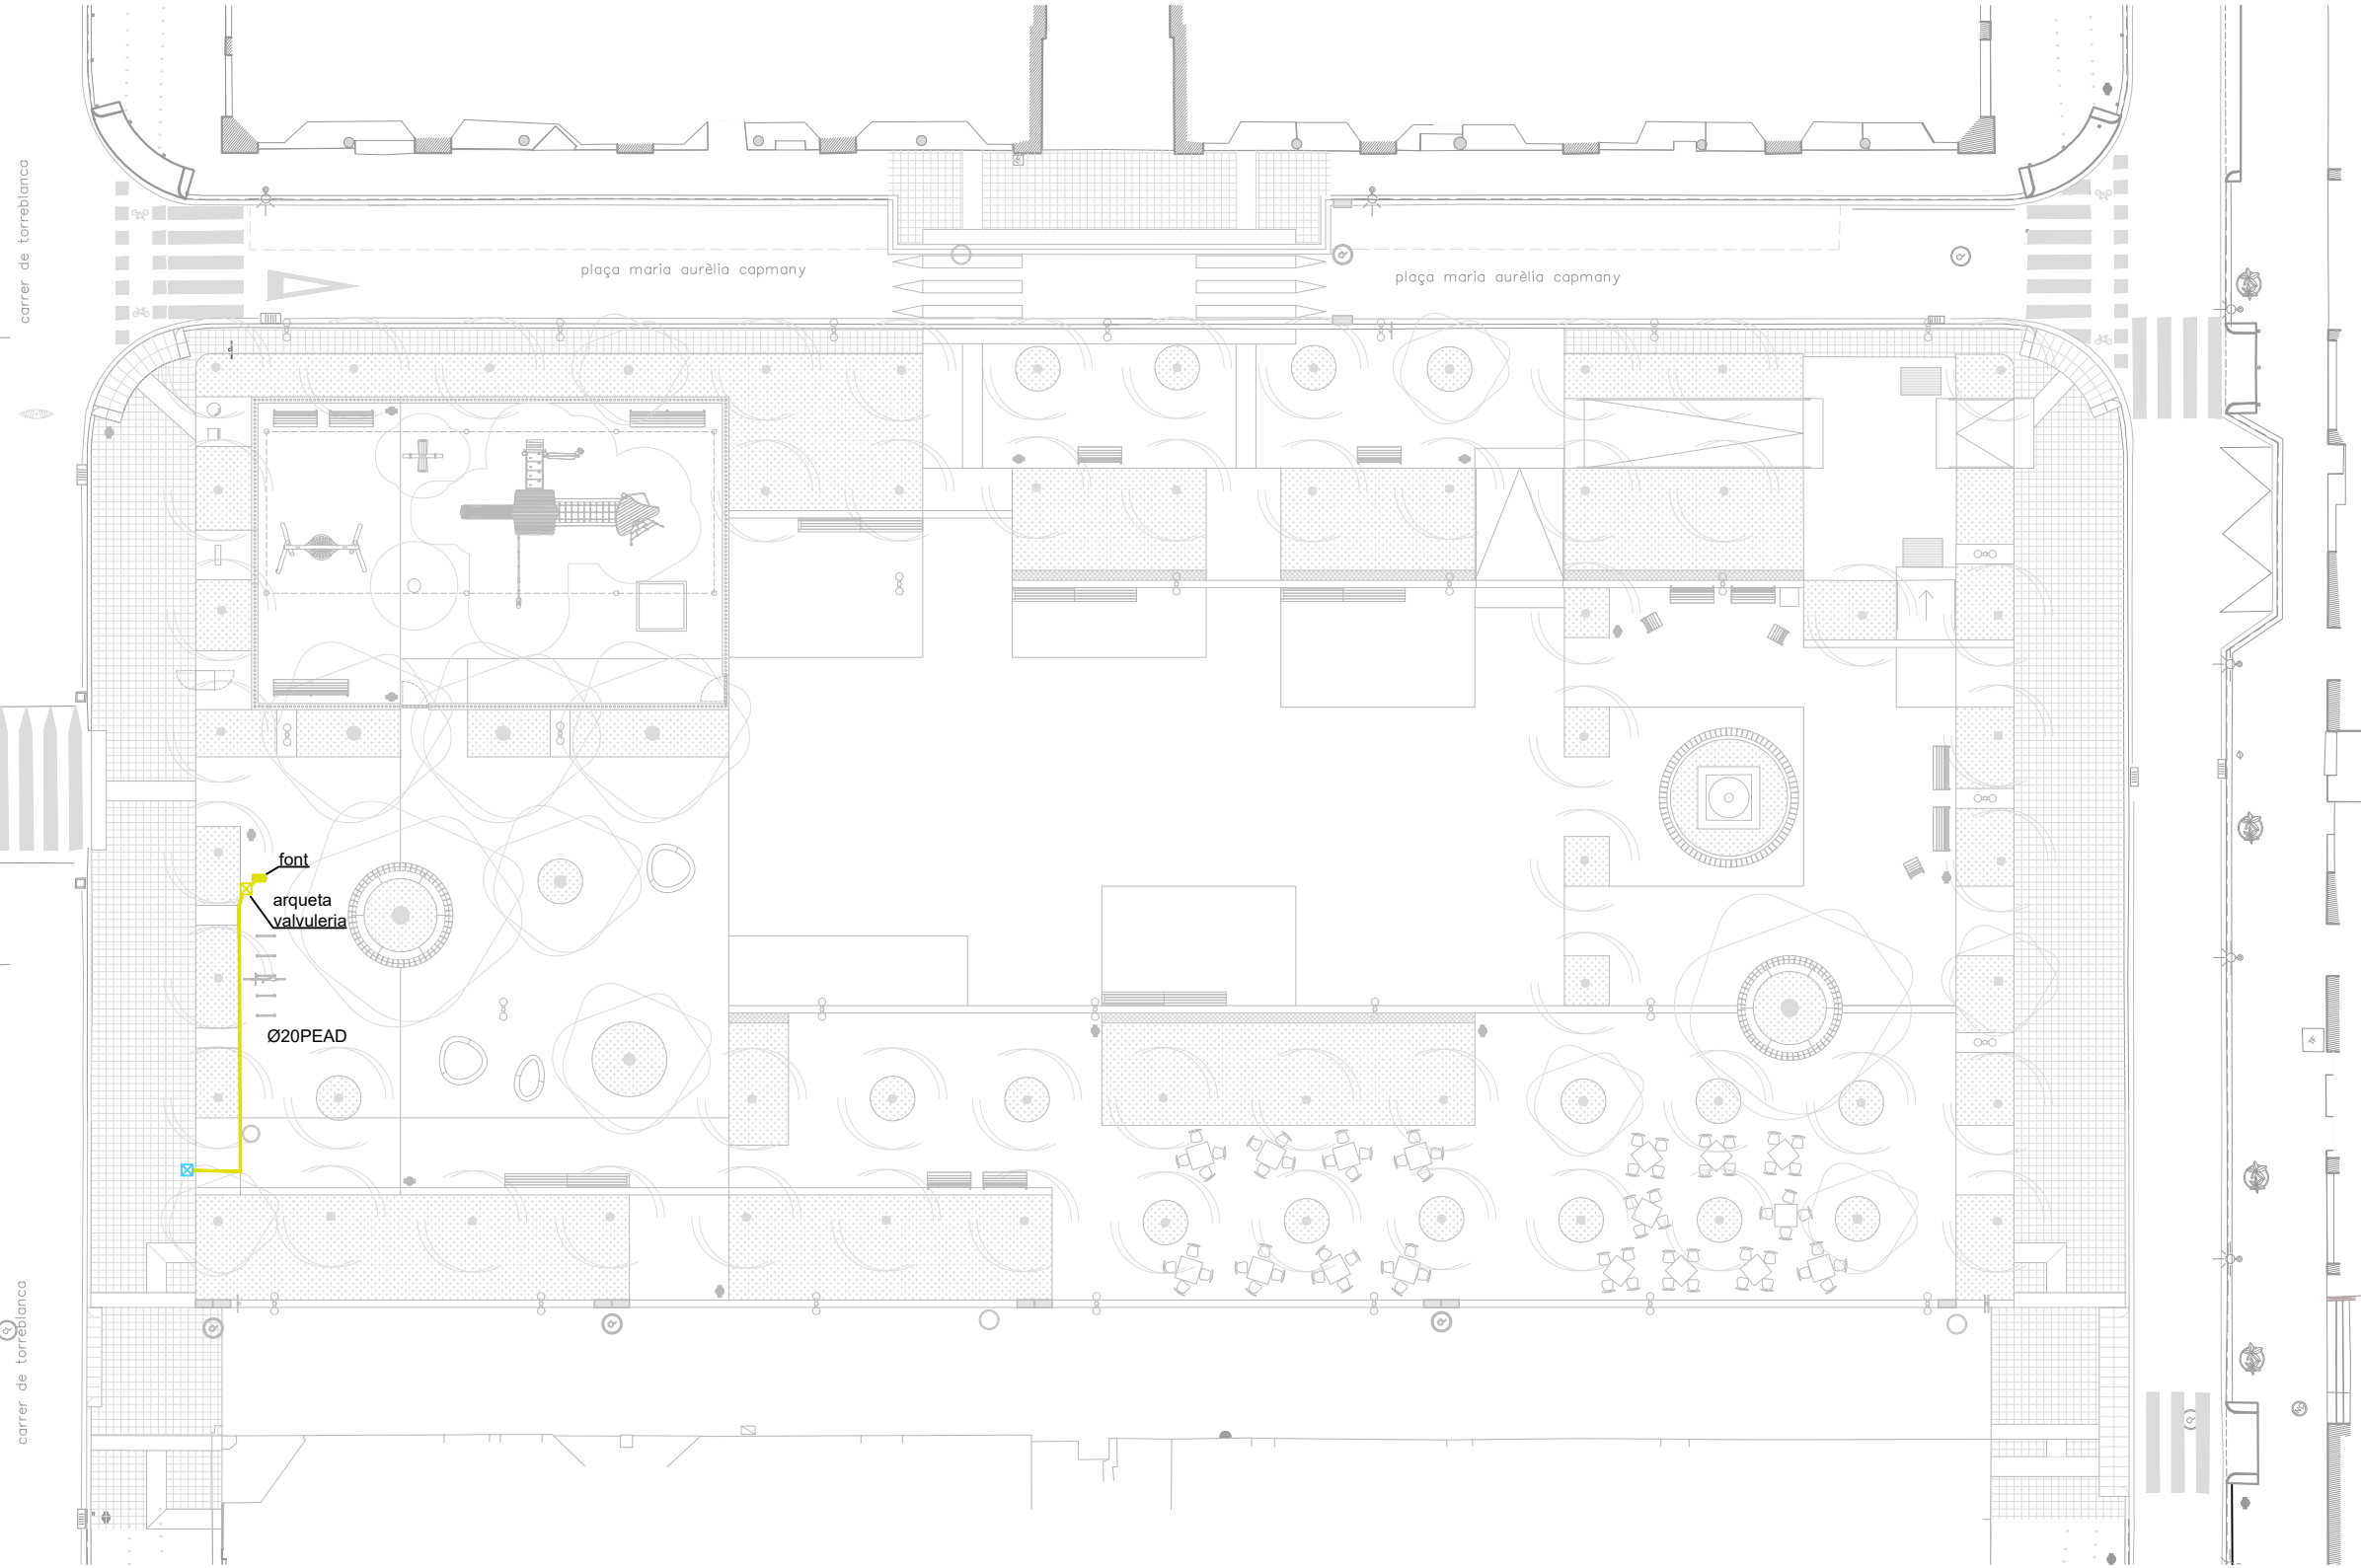 carrer de torreblanca
plaça maria aurèlia capmany
plaça maria aurèlia capmany
font
arqueta
valvuleria
Ø20PEAD
carrer de torreblanca